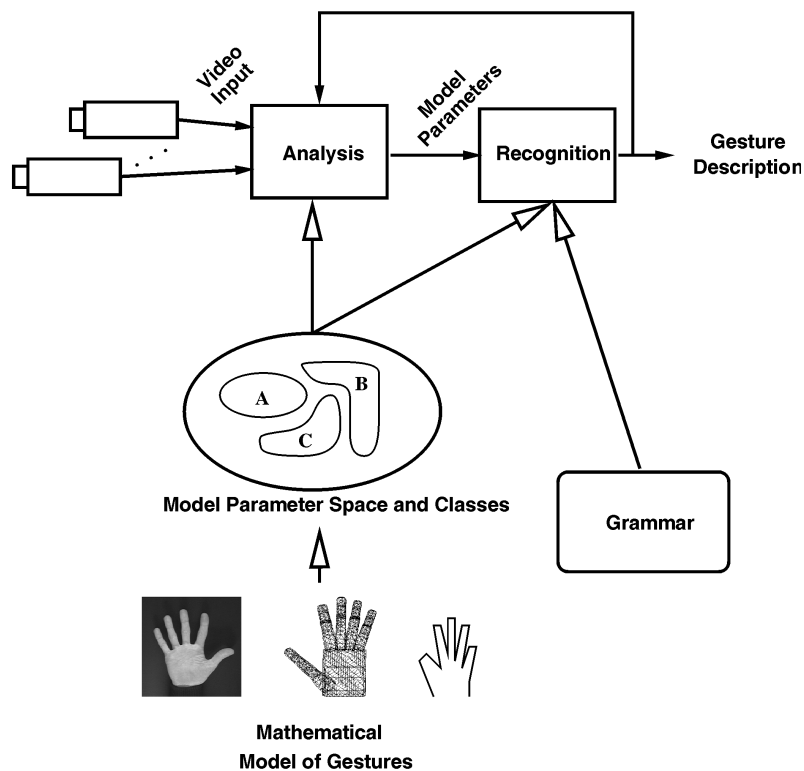 Video
Input
Analysis
Model
Parameters
Recognition
Gesture
Description
A
B
C
Model Parameter Space and Classes
Grammar
Mathematical
Model of Gestures